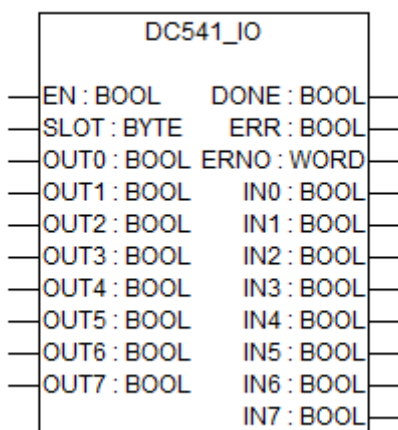 DC541_IO
EN : BOOL DONE : BOOL
SLOT : BYTE ERR : BOOL
OUT0 : BOOL ERNO : WORD
OUT1 : BOOL IN0 : BOOL
OUT2 : BOOL IN1 : BOOL
OUT3 : BOOL IN2 : BOOL
OUT4 : BOOL IN3 : BOOL
OUT5 : BOOL IN4 : BOOL
OUT6 : BOOL IN5 : BOOL
OUT7 : BOOL IN6 : BOOL
IN7 : BOOL